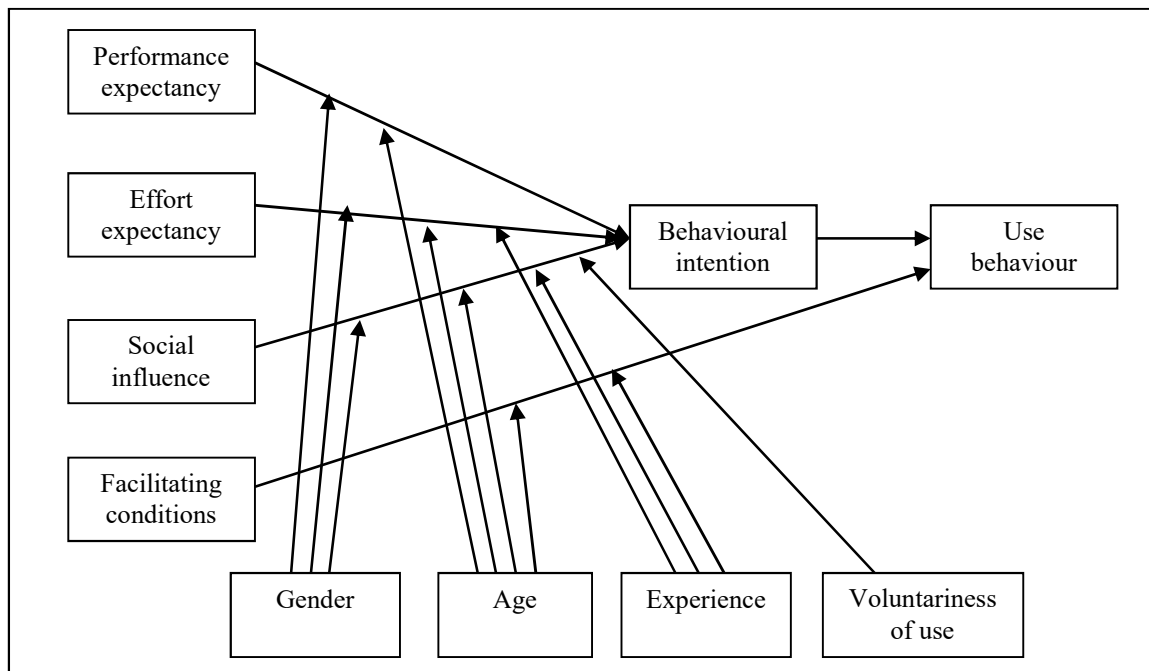 Performance
expectancy
Effort
expectancy
Social
influence
Facilitating
conditions
Behavioural
intention
Use
behaviour
Gender
Age
Experience
Voluntariness
of use